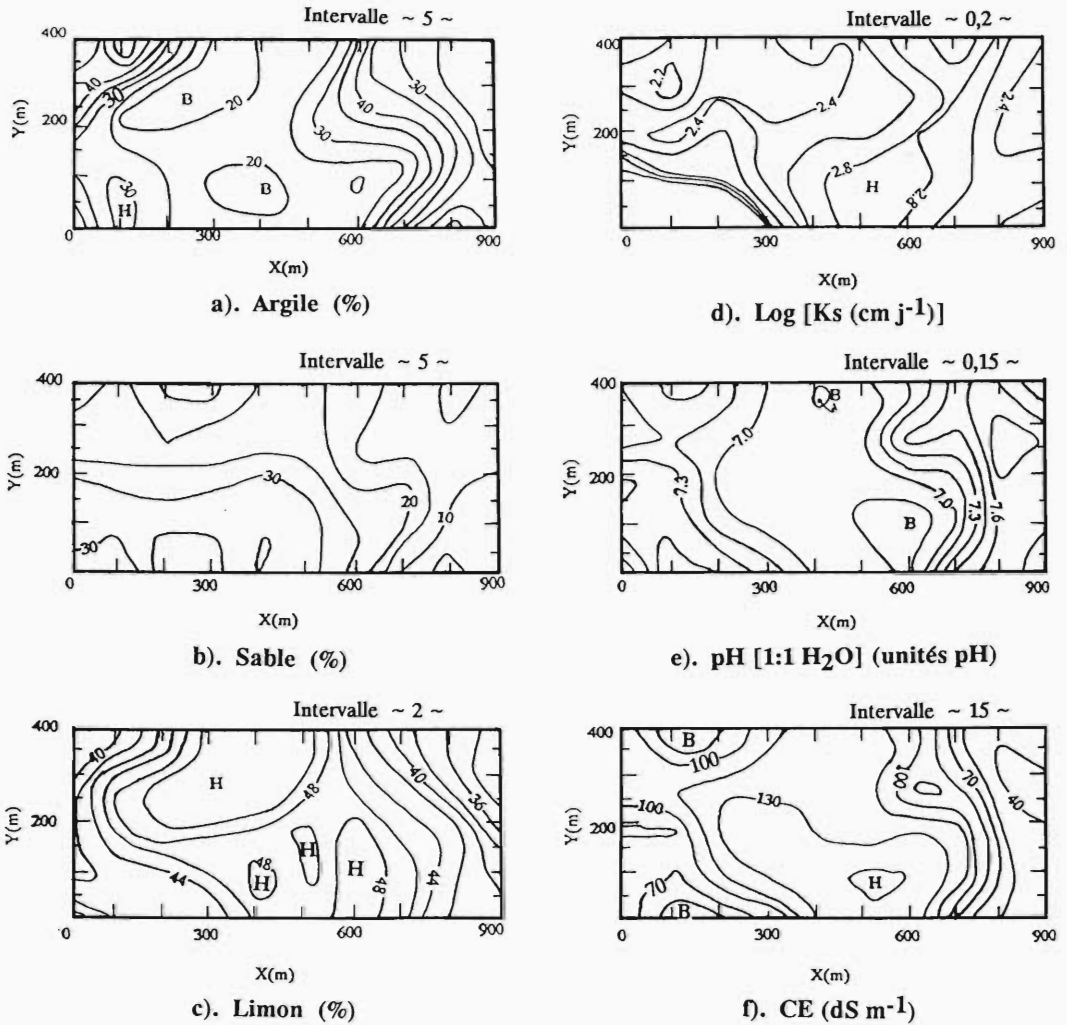 Intervalle ~ 5 ~
400
200
0
Y(m)
40
30
B
20
30
H
20
B
40
30
30
0 300 600 900
X(m)
a). Argile (%)
Intervalle ~ 0,2 ~
400
200
Y(m)
2.2
2.4
2.4
2.8
H
2.8
2.4
0 300 600 900
X(m)
d). Log [Ks (cm j-1)]
Intervalle ~ 5 ~
400
200
Y(m)
30
30
20
10
0 300 600 900
X(m)
b). Sable (%)
Intervalle ~ 0,15 ~
400
200
Y(m)
7.0
7.3
B
7.0
B
7.3
7.6
0 300 600 900
X(m)
e). pH [1:1 H2O] (unités pH)
Intervalle ~ 2 ~
400
200
Y(m)
40
H
48
44
48
H
H
H
48
44
40
36
0 300 600 900
X(m)
c). Limon (%)
Intervalle ~ 15 ~
400
200
Y(m)
B
100
100
130
70
B
H
100
70
40
0 300 600 900
X(m)
f). CE (dS m-1)